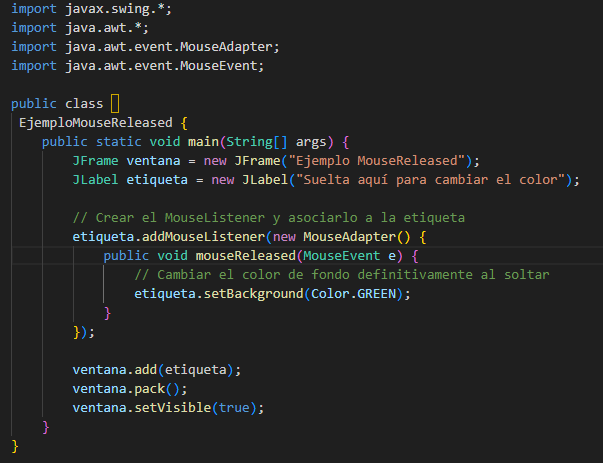 import javax.swing.*;
import java.awt.*;
import java.awt.event.MouseAdapter;
import java.awt.event.MouseEvent;

public class
 EjemploMouseReleased {
    public static void main(String[] args) {
        JFrame ventana = new JFrame("Ejemplo MouseReleased");
        JLabel etiqueta = new JLabel("Suelta aquí para cambiar el color");

        // Crear el MouseListener y asociarlo a la etiqueta
        etiqueta.addMouseListener(new MouseAdapter() {
            public void mouseReleased(MouseEvent e) {
                // Cambiar el color de fondo definitivamente al soltar
                etiqueta.setBackground(Color.GREEN);
            }
        });

        ventana.add(etiqueta);
        ventana.pack();
        ventana.setVisible(true);
    }
}